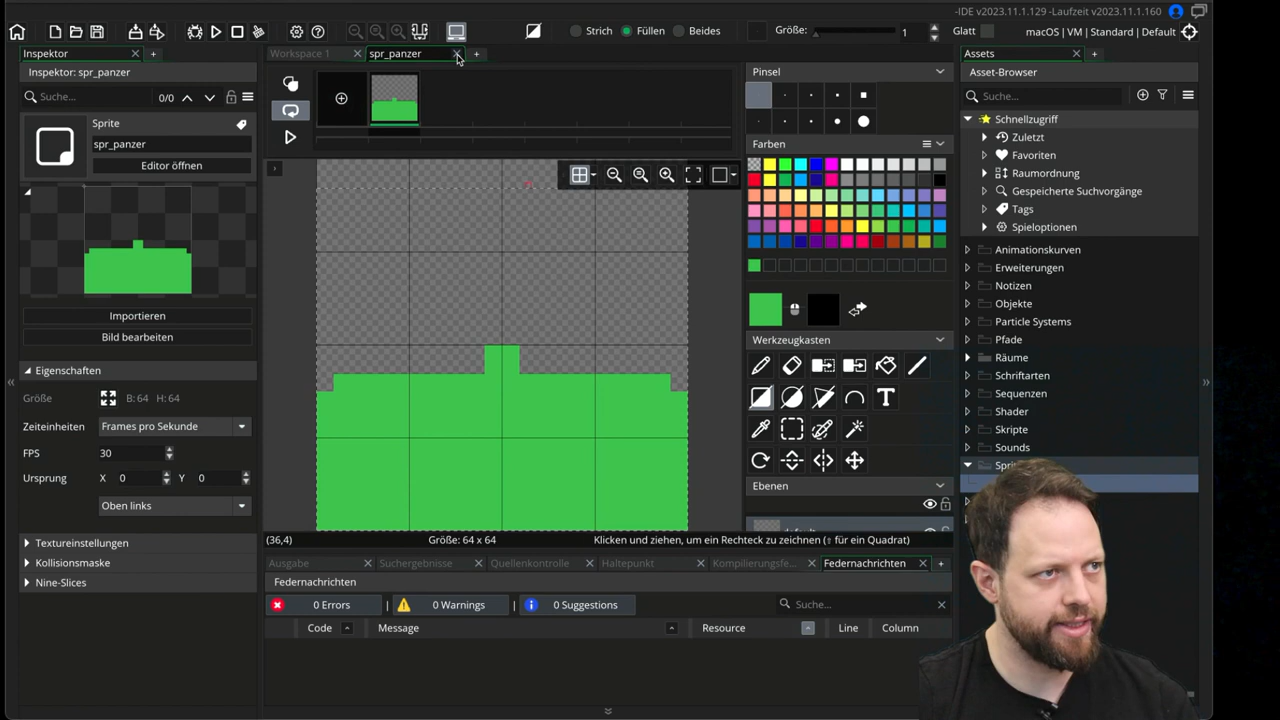 -IDE v2023.11.1.129 -Laufzeit v2023.11.1.160
Strich
Füllen
Beides
Größe:
1
Glatt
macOS | VM | Standard | Default
Inspektor
Workspace 1
spr_panzer
Assets
Inspektor: spr_panzer
Pinsel
Asset-Browser
Suche...
0/0
Suche...
Sprite
spr_panzer
Editor öffnen
Schnellzugriff
Zuletzt
Favoriten
Raumordnung
Gespeicherte Suchvorgänge
Tags
Spieloptionen
Farben
Animationskurven
Erweiterungen
Notizen
Objekte
Particle Systems
Pfade
Räume
Schriftarten
Sequenzen
Shader
Skripte
Sounds
Importieren
Bild bearbeiten
Werkzeugkasten
Eigenschaften
Größe
B: 64 H: 64
Zeiteinheiten
Frames pro Sekunde
FPS
30
Ursprung
X
0
Y
0
Oben links
Ebenen
default
Textureinstellungen
Kollisionsmaske
Nine-Slices
(36,4)
Größe: 64 x 64
Klicken und ziehen, um ein Rechteck zu zeichnen (⇧ für ein Quadrat)
Ausgabe
Suchergebnisse
Quellenkontrolle
Haltepunkt
Kompilierungsfe...
Federnachrichten
Federnachrichten
0 Errors
0 Warnings
0 Suggestions
Suche...
Code
Message
Resource
Line
Column